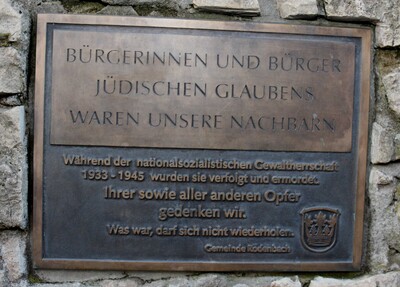 BÜRGERINNEN UND BÜRGER
JÜDISCHEN GLAUBENS
WAREN UNSERE NACHBARN
Während der nationalsozialistischen Gewaltherrschaft
1933 - 1945 wurden sie verfolgt und ermordet.
Ihrer sowie aller anderen Opfer
gedenken wir.
Was war, darf sich nicht wiederholen.
Gemeinde Rodenbach